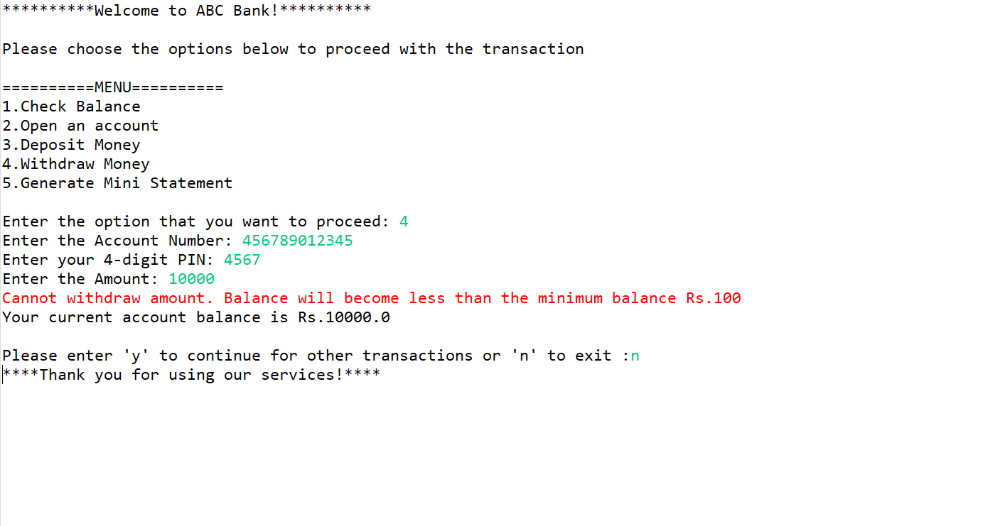 **********Welcome to ABC Bank!**********
Please choose the options below to proceed with the transaction
==========MENU==========
1.Check Balance
2.Open an account
3.Deposit Money
4.Withdraw Money
5.Generate Mini Statement
Enter the option that you want to proceed: 4
Enter the Account Number: 456789012345
Enter your 4-digit PIN: 4567
Enter the Amount: 10000
Cannot withdraw amount. Balance will become less than the minimum balance Rs.100
Your current account balance is Rs.10000.0
Please enter 'y' to continue for other transactions or 'n' to exit :n
****Thank you for using our services!****